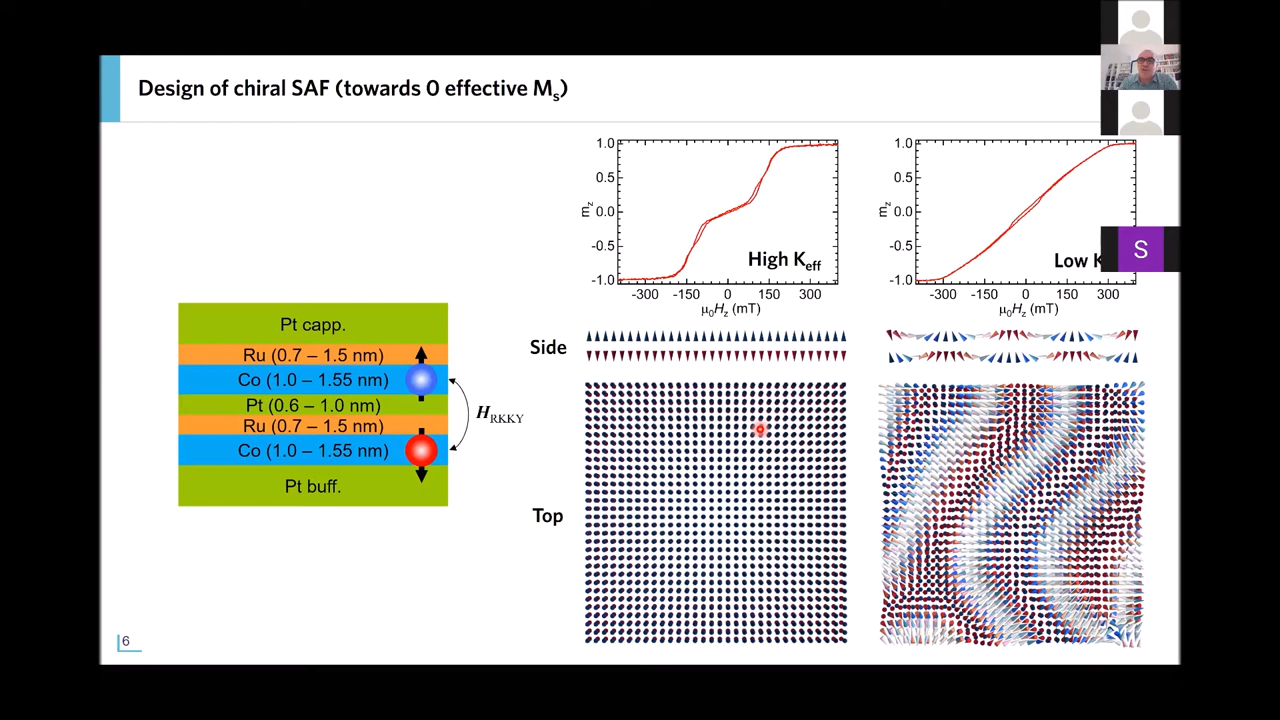 Design of chiral SAF (towards 0 effective Ms)
Pt capp.
Ru (0.7 – 1.5 nm)
Co (1.0 – 1.55 nm)
Pt (0.6 – 1.0 nm)
Ru (0.7 – 1.5 nm)
Co (1.0 – 1.55 nm)
Pt buff.
HRKKY
1.0
0.5
0.0
-0.5
-1.0
mz
High Keff
-300 -150 0 150 300
μ0Hz (mT)
1.0
0.5
0.0
-0.5
-1.0
mz
Low K
-300 -150 0 150 300
μ0Hz (mT)
S
Side
Top
6